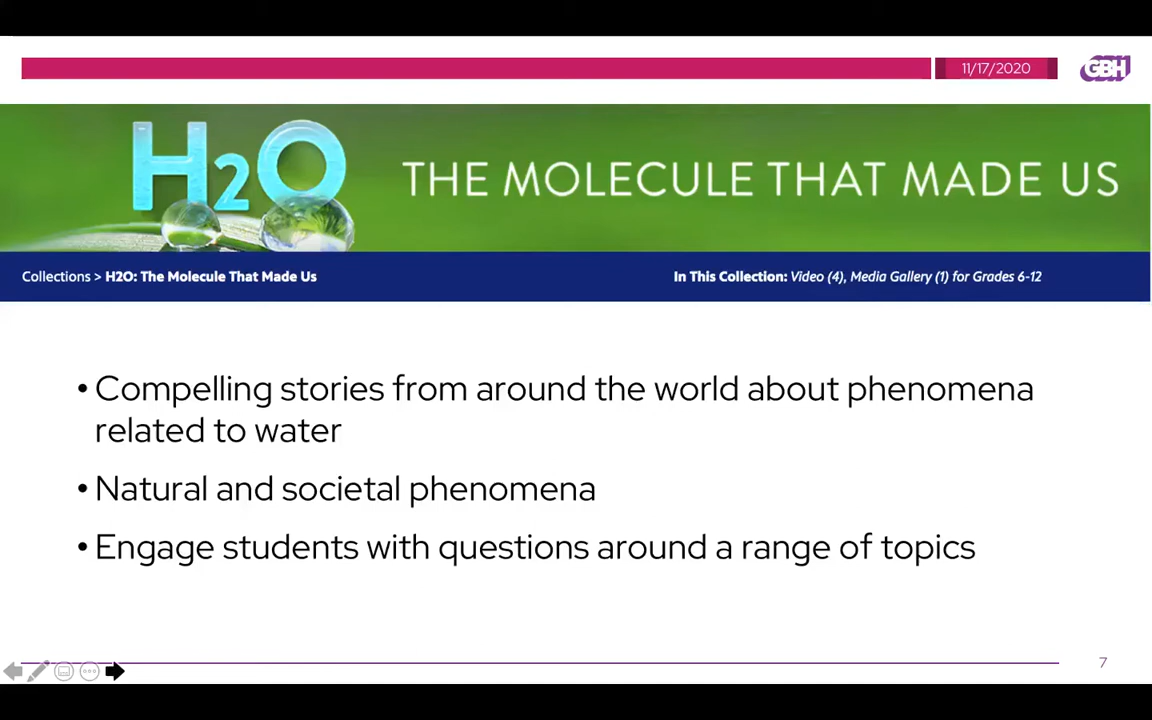 11/17/2020
GBH
H2O
THE MOLECULE THAT MADE US
Collections > H2O: The Molecule That Made Us
In This Collection: Video (4), Media Gallery (1) for Grades 6-12
• Compelling stories from around the world about phenomena
related to water
• Natural and societal phenomena
• Engage students with questions around a range of topics
7